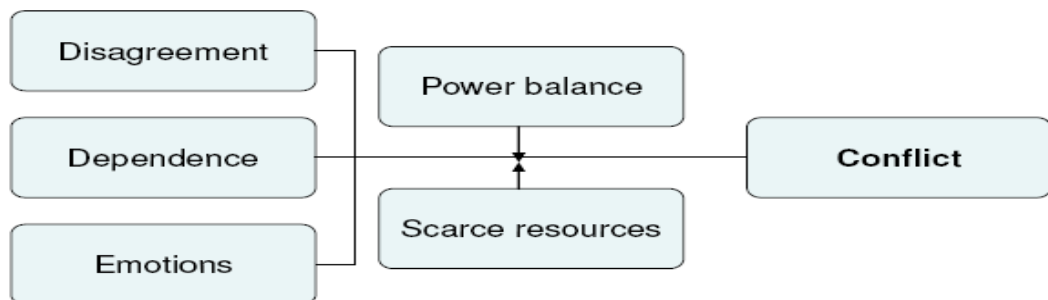 Disagreement
Dependence
Emotions
Power balance
Scarce resources
Conflict